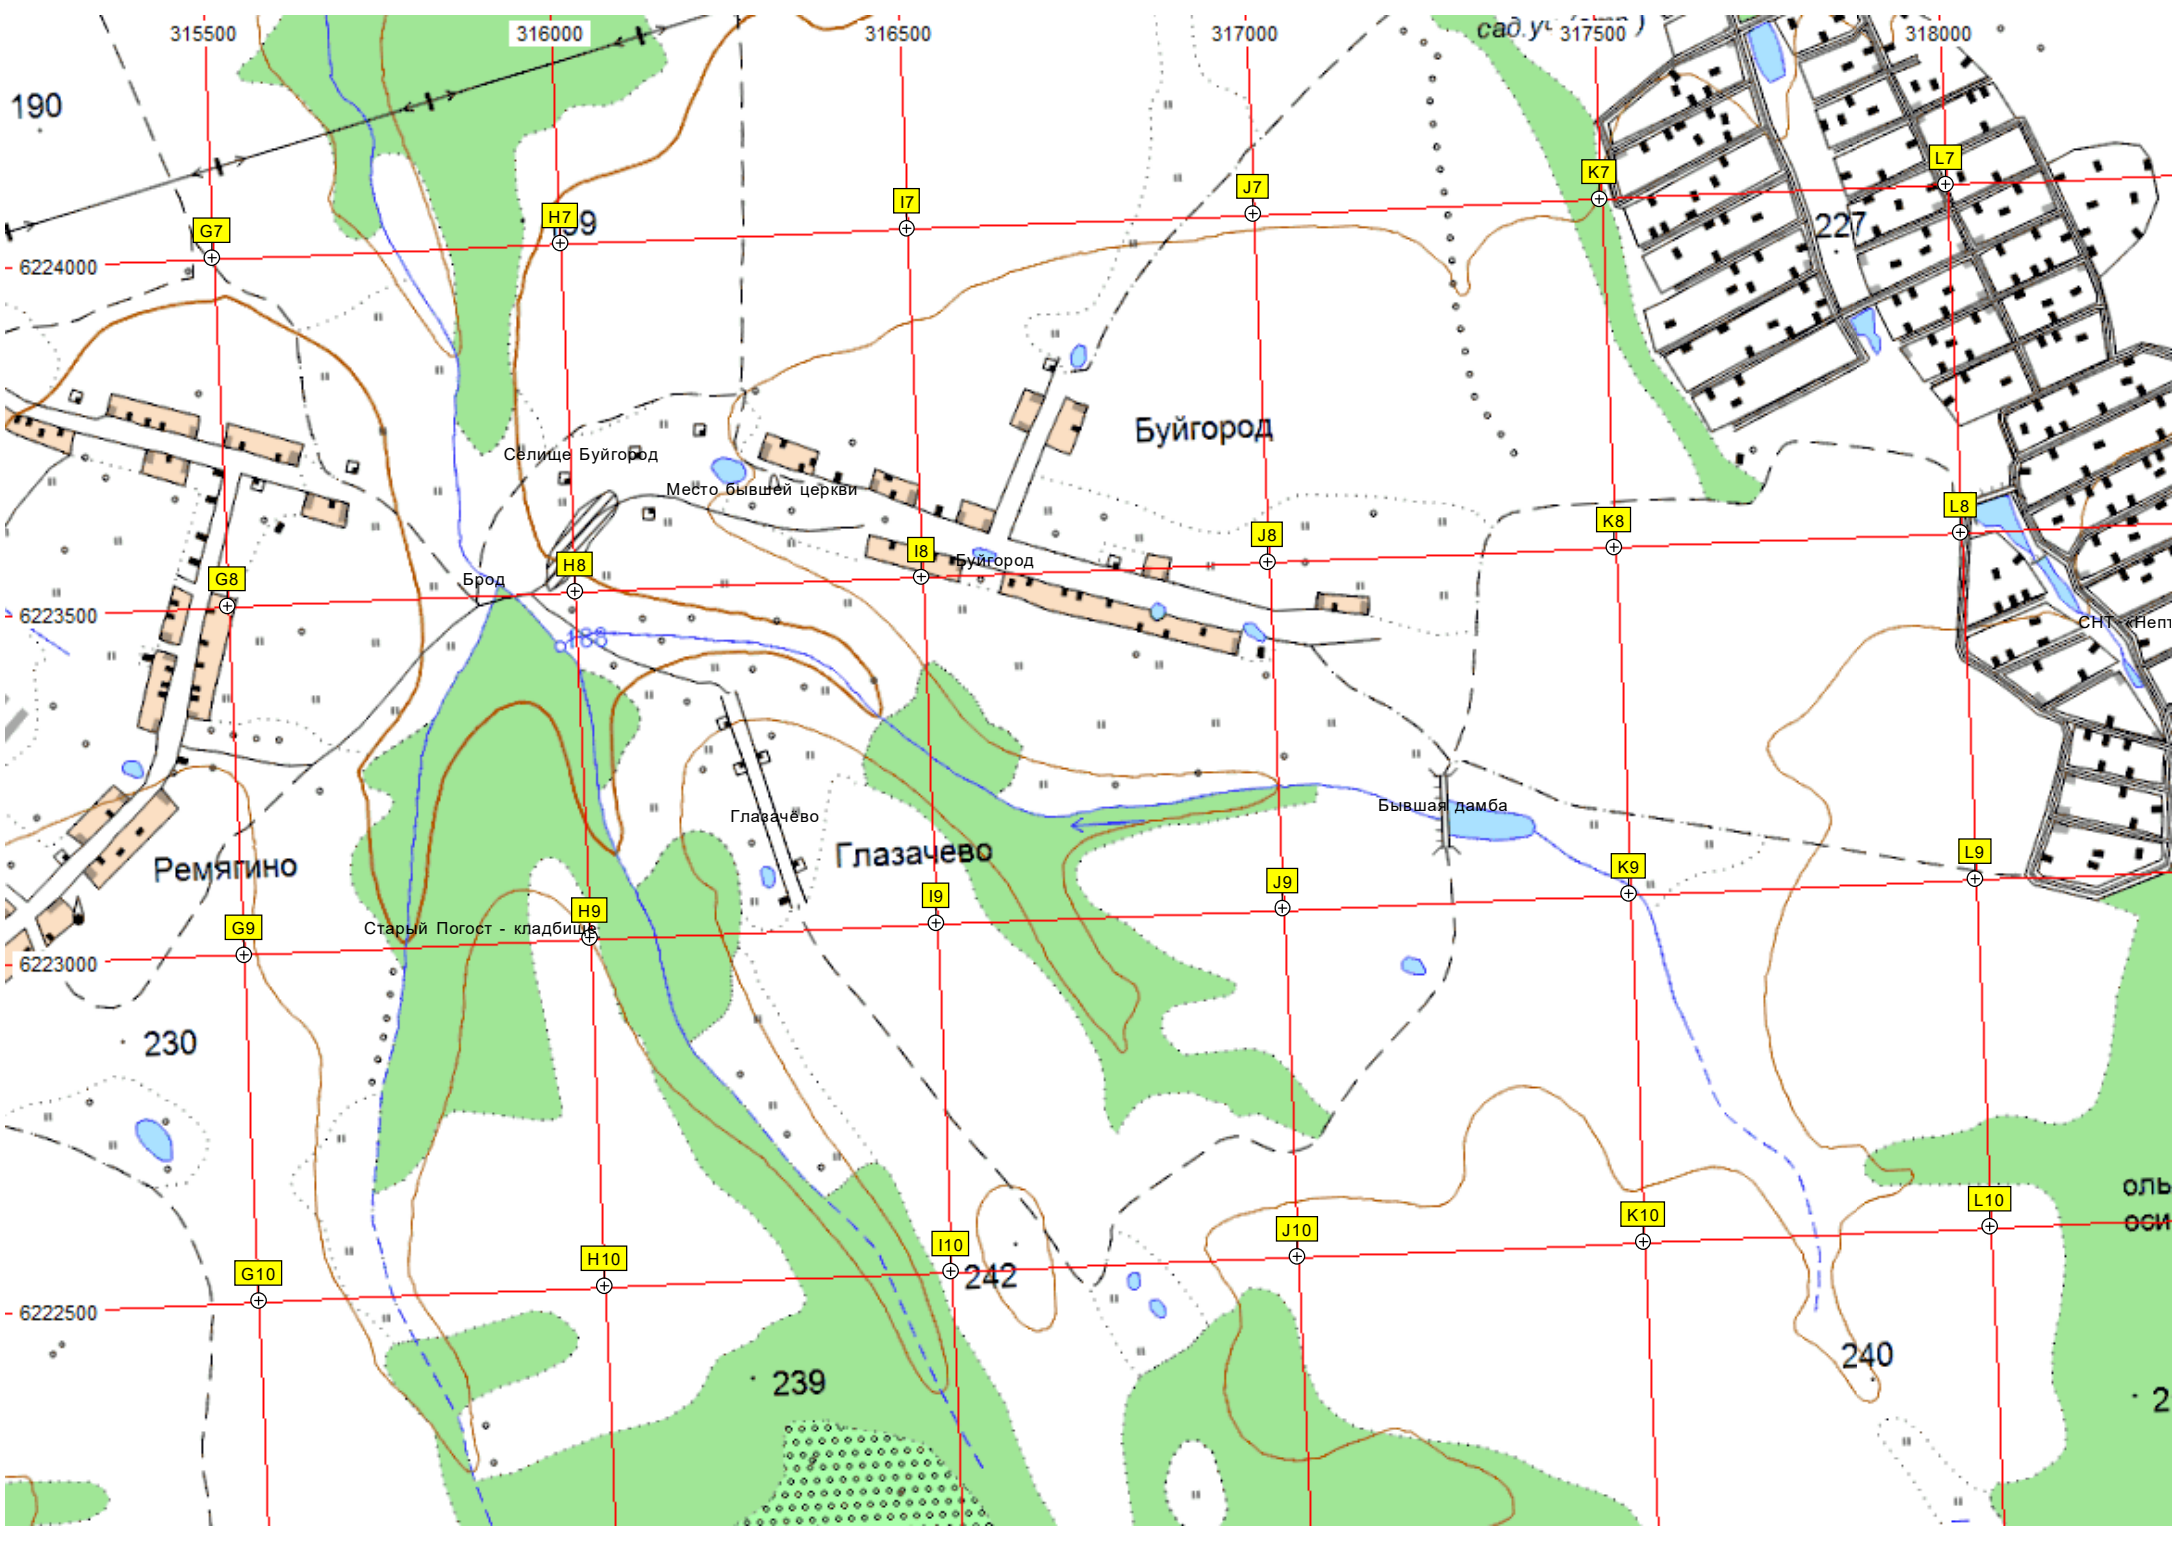 315500 316000 316500 317000 317500 318000
190
G7 H7 I7 J7 K7 L7
227
6224000
Буйгород
Селище Буйгород
Место бывшей церкви
G8 H8 I8 J8 K8 L8
Буйгород
Брод
6223500
188
Бывшая дамба
Глазачево
Глазачево
Ремягино
G9 H9 I9 J9 K9 L9
Старый Погост - кладбище
6223000
230
G10 H10 I10 J10 K10 L10
242
6222500
240
239